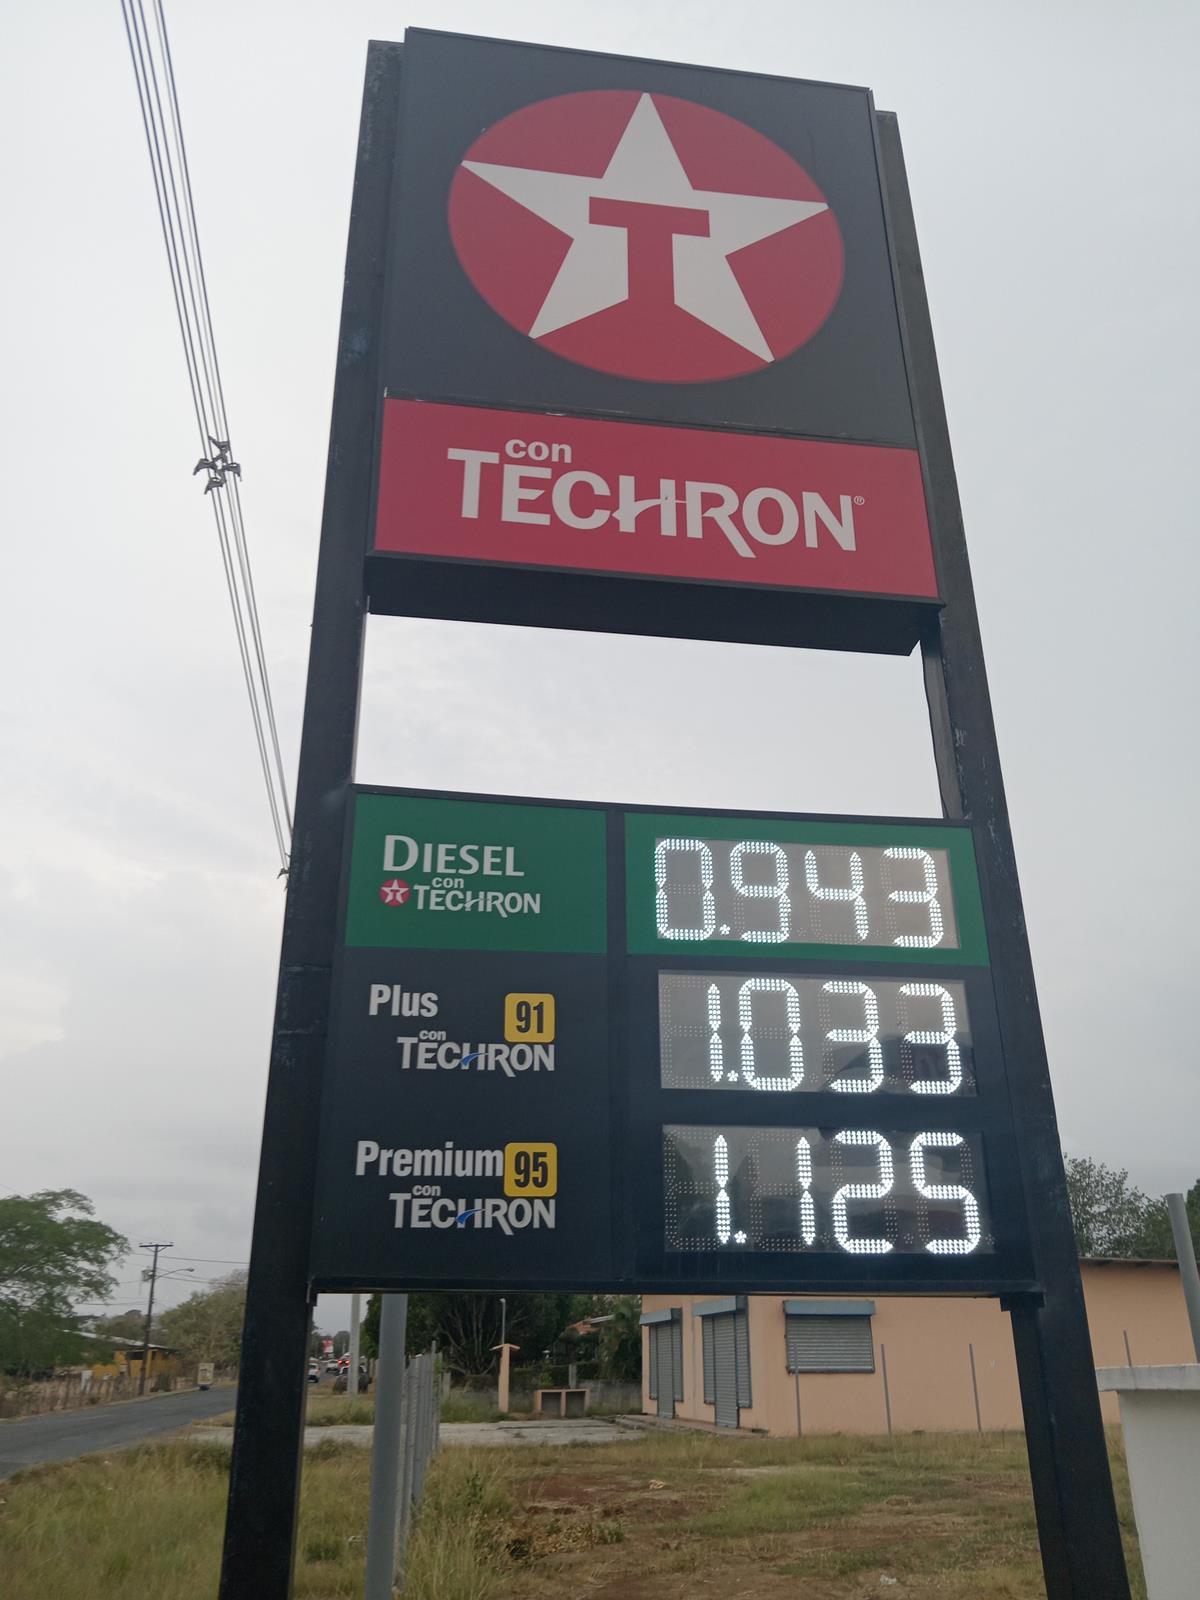 T
con
TECHRON®
DIESEL 0.943
con
TECHRON
Plus 91 1.033
con
TECHRON
Premium 95 1.125
con
TECHRON